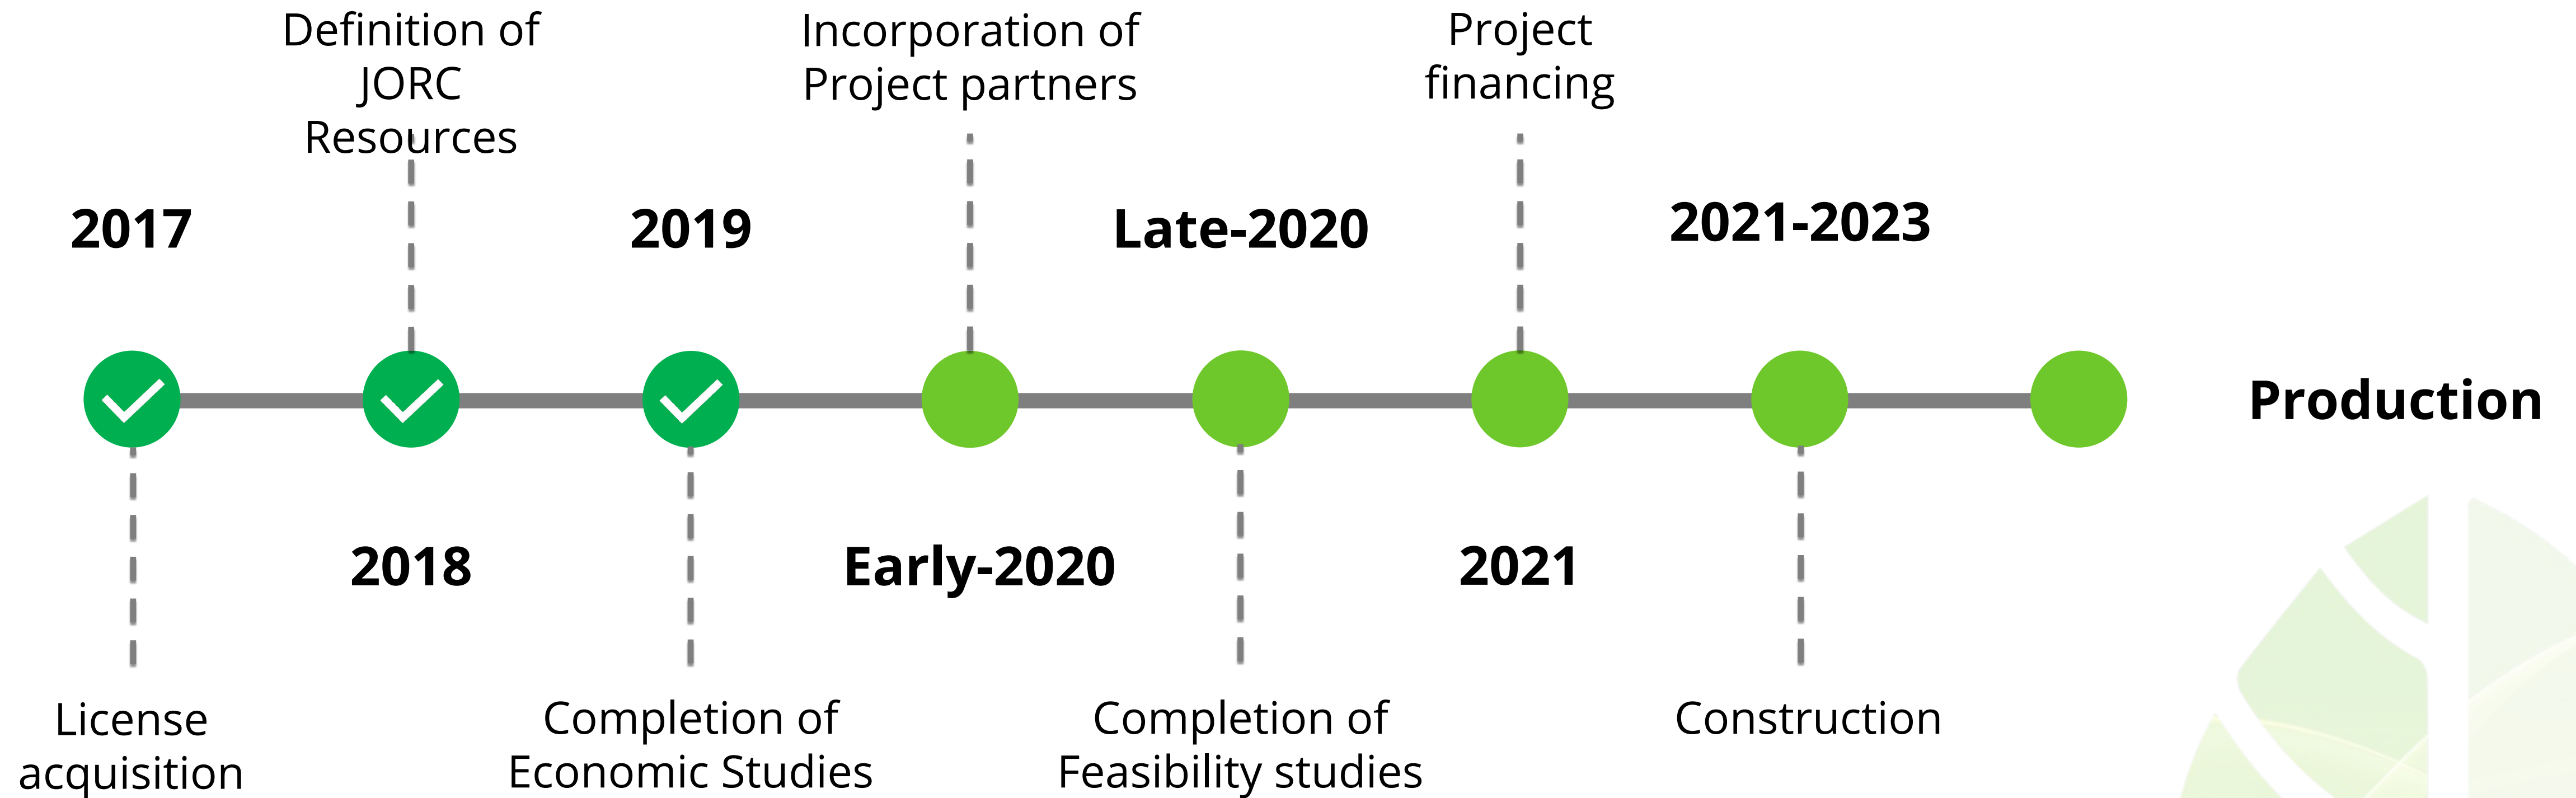 Definition of
JORC
Resources
Incorporation of
Project partners
Project
financing
2017
2019
Late-2020
2021-2023
Production
2018
Early-2020
2021
License
acquisition
Completion of
Economic Studies
Completion of
Feasibility studies
Construction